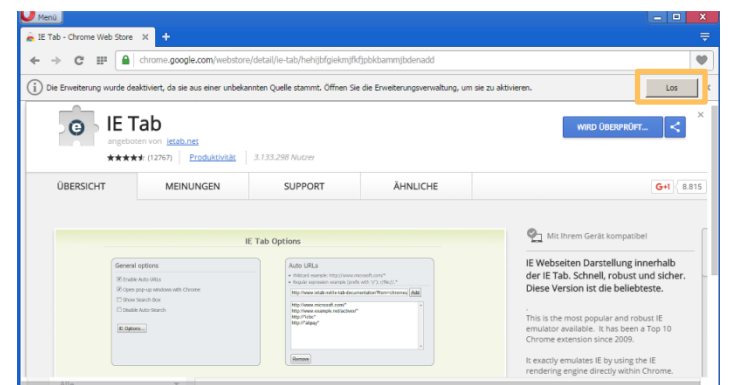 Menü
IE Tab - Chrome Web Store
chrome.google.com/webstore/detail/ie-tab/hehijbfgiekmjfkfjpbkbammjbdenadd
Die Erweiterung wurde deaktiviert, da sie aus einer unbekannten Quelle stammt. Öffnen Sie die Erweiterungsverwaltung, um sie zu aktivieren.
Los
IE Tab
angeboten von ietab.net
(12767) Produktivität 3.133.298 Nutzer
WIRD ÜBERPRÜFT...
ÜBERSICHT MEINUNGEN SUPPORT ÄHNLICHE
G+1 8.815
IE Tab Options
General options
Enable Auto URLs
Open pop-up windows with Chrome
Show Search Box
Disable Auto-Search
IE Options...
Auto URLs
Add
http://www.microsoft.com/*
Remove
Mit Ihrem Gerät kompatibel
IE Webseiten Darstellung innerhalb
der IE Tab. Schnell, robust und sicher.
Diese Version ist die beliebteste.
.
This is the most popular and robust IE
emulator available. It has been a Top 10
Chrome extension since 2009.
It exactly emulates IE by using the IE
rendering engine directly within Chrome.